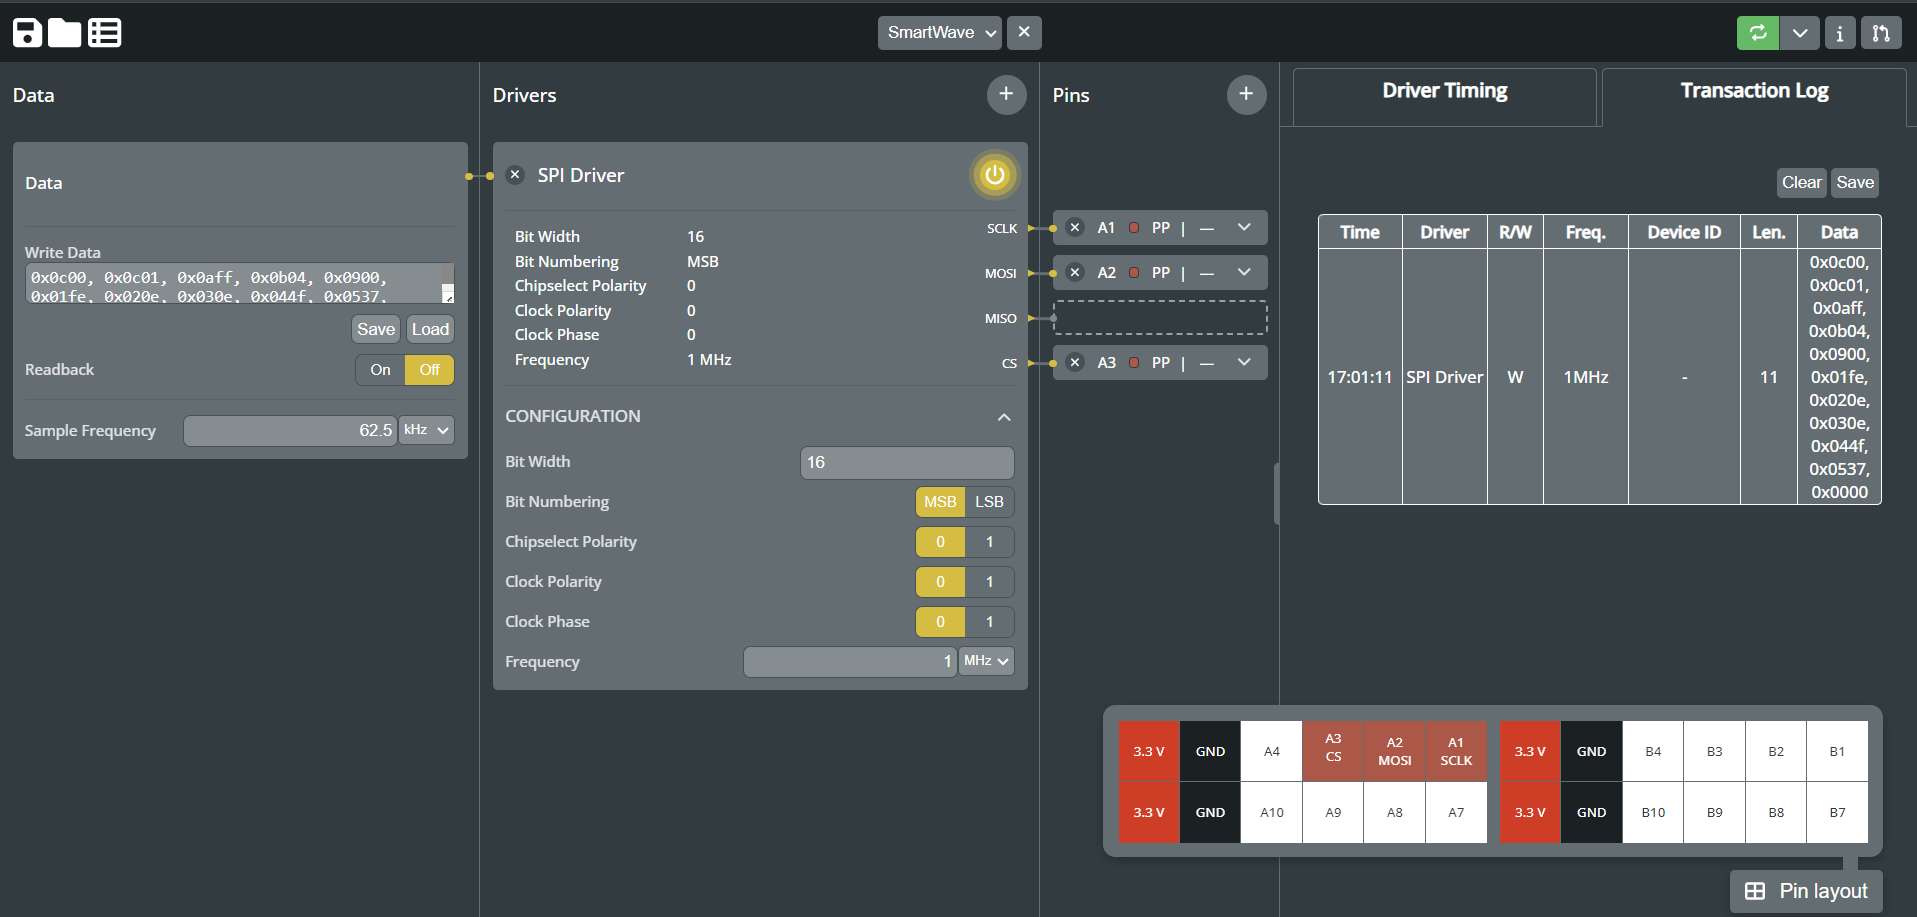 SmartWave
Data
Drivers
Pins
Driver Timing
Transaction Log
Data
Write Data
0x0c00, 0x0c01, 0x0aff, 0x0b04, 0x0900,
0x01fe, 0x020e, 0x030e, 0x044f, 0x0537,
Save Load
Readback On Off
Sample Frequency 62.5 kHz
SPI Driver
Bit Width 16
Bit Numbering MSB
Chipselect Polarity 0
Clock Polarity 0
Clock Phase 0
Frequency 1 MHz
SCLK
MOSI
MISO
CS
CONFIGURATION
Bit Width 16
Bit Numbering MSB LSB
Chipselect Polarity 0 1
Clock Polarity 0 1
Clock Phase 0 1
Frequency 1 MHz
A1 PP | —
A2 PP | —
A3 PP | —
Clear Save
Time Driver R/W Freq. Device ID Len. Data
17:01:11 SPI Driver W 1MHz - 11
0x0c00,
0x0c01,
0x0aff,
0x0b04,
0x0900,
0x01fe,
0x020e,
0x030e,
0x044f,
0x0537,
0x0000
3.3 V GND A4 A3 CS A2 MOSI A1 SCLK 3.3 V GND B4 B3 B2 B1
3.3 V GND A10 A9 A8 A7 3.3 V GND B10 B9 B8 B7
Pin layout